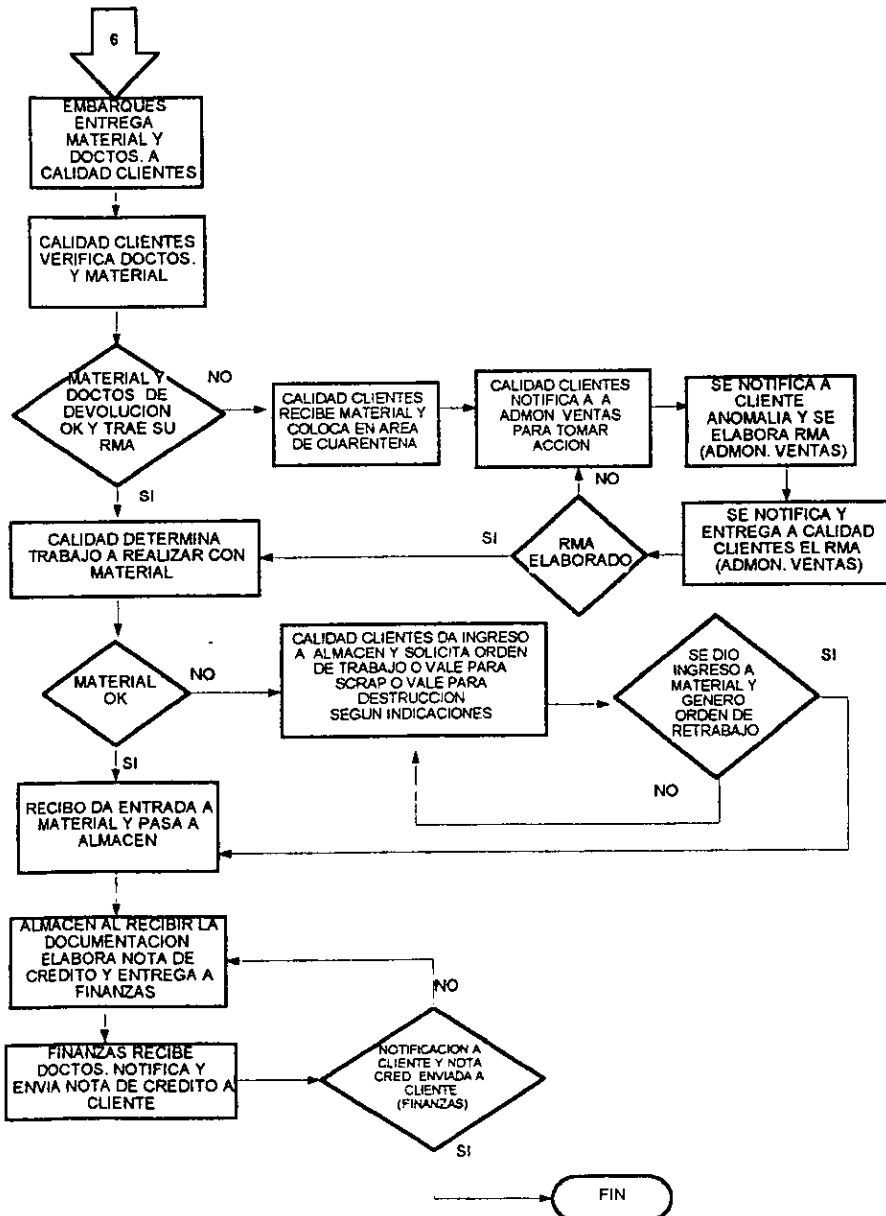 6
EMBARQUES
ENTREGA
MATERIAL Y
DOCTOS. A
CALIDAD CLIENTES
CALIDAD CLIENTES
VERIFICA DOCTOS.
Y MATERIAL
MATERIAL Y
DOCTOS DE
DEVOLUCION
OK Y TRAE SU
RMA
NO
CALIDAD CLIENTES
RECIBE MATERIAL Y
COLOCA EN AREA
DE CUARENTENA
CALIDAD CLIENTES
NOTIFICA A A
ADMON VENTAS
PARA TOMAR
ACCION
SE NOTIFICA A
CLIENTE
ANOMALIA Y SE
ELABORA RMA
(ADMON. VENTAS)
NO
SI
CALIDAD DETERMINA
TRABAJO A REALIZAR CON
MATERIAL
SI
RMA
ELABORADO
SE NOTIFICA Y
ENTREGA A CALIDAD
CLIENTES EL RMA
(ADMON. VENTAS)
MATERIAL
OK
NO
CALIDAD CLIENTES DA INGRESO
A ALMACEN Y SOLICITA ORDEN
DE TRABAJO O VALE PARA
SCRAP O VALE PARA
DESTRUCCION
SEGUN INDICACIONES
SE DIO
INGRESO A
MATERIAL Y
GENERO
ORDEN DE
RETRABAJO
SI
SI
NO
RECIBO DA ENTRADA A
MATERIAL Y PASA A
ALMACEN
ALMACEN AL RECIBIR LA
DOCUMENTACION
ELABORA NOTA DE
CREDITO Y ENTREGA A
FINANZAS
NO
FINANZAS RECIBE
DOCTOS. NOTIFICA Y
ENVIA NOTA DE CREDITO A
CLIENTE
NOTIFICACION A
CLIENTE Y NOTA
CRED ENVIADA A
CLIENTE
(FINANZAS)
SI
FIN